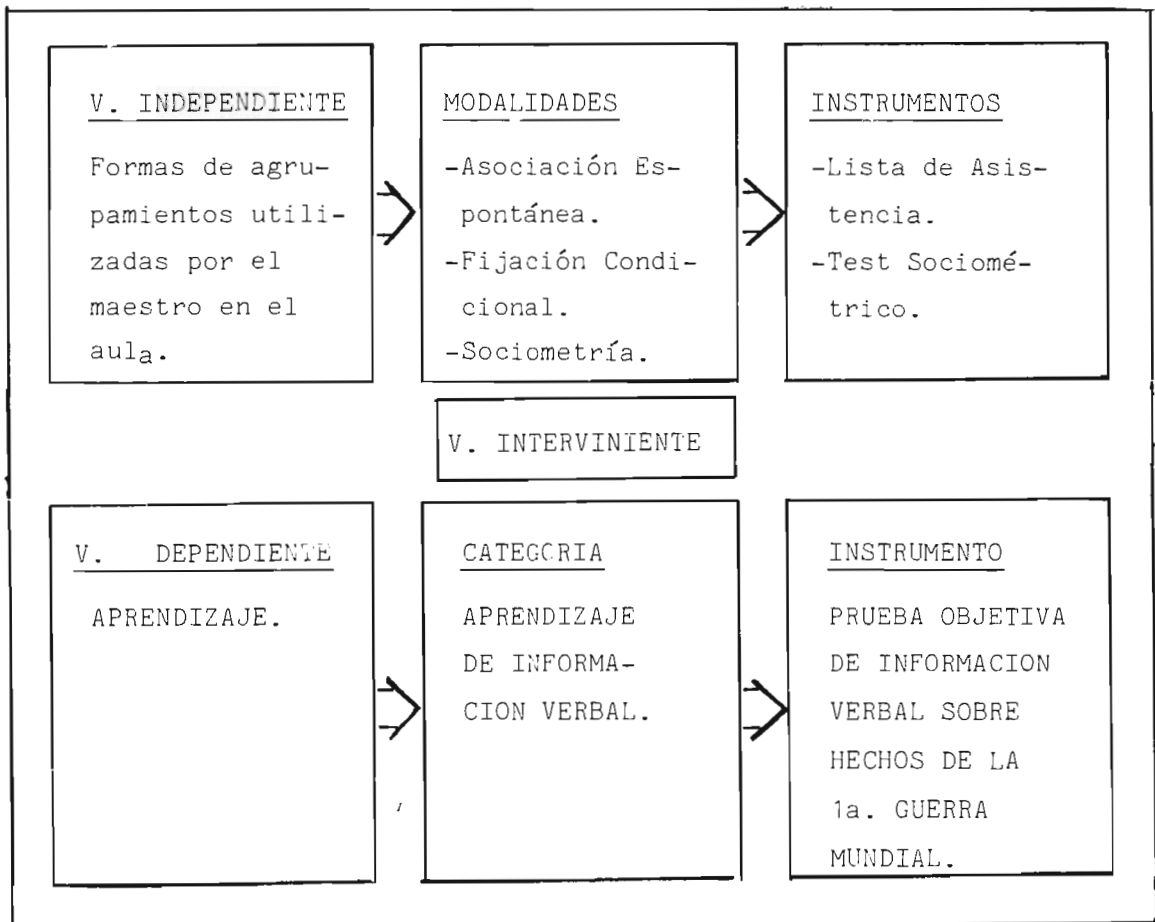 V. INDEPENDIENTE
Formas de agru-
pamientos utili-
zadas por el
maestro en el
aula.
MODALIDADES
-Asociación Es-
pontánea.
-Fijación Condi-
cional.
-Sociometría.
INSTRUMENTOS
-Lista de Asis-
tencia.
-Test Sociomé-
trico.
V. INTERVINIENTE
V. DEPENDIENTE
APRENDIZAJE.
CATEGORIA
APRENDIZAJE
DE INFORMA-
CION VERBAL.
INSTRUMENTO
PRUEBA OBJETIVA
DE INFORMACION
VERBAL SOBRE
HECHOS DE LA
1a. GUERRA
MUNDIAL.